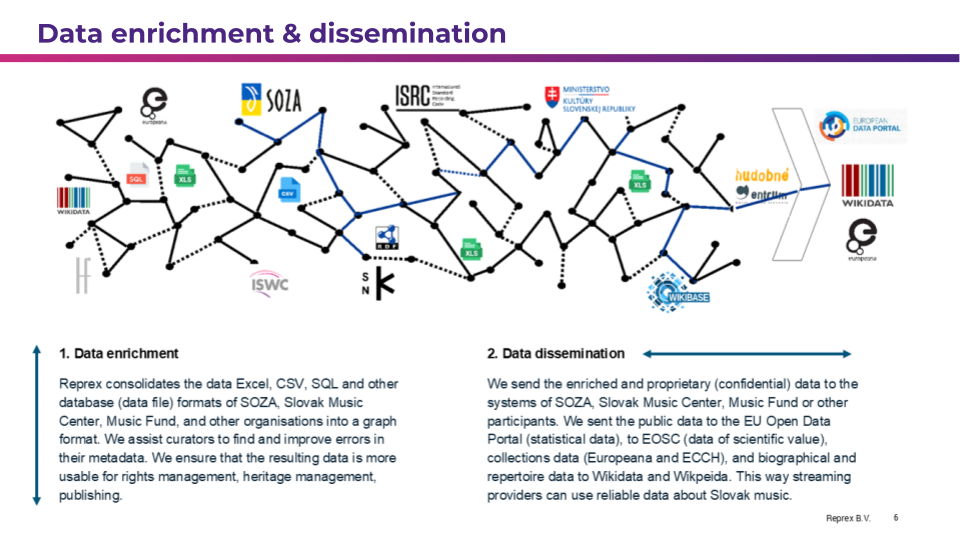 Data enrichment & dissemination
europeana
SOZA
ISRC
International
Standard
Recording
Code
MINISTERSTVO
KULTÚRY
SLOVENSKEJ REPUBLIKY
EUROPEAN
DATA PORTAL
SQL
XLS
CSV
XLS
hudobné
centrum
WIKIDATA
WIKIDATA
RDF
XLS
europeana
hf
ISWC
S
N
K
WIKIBASE
1. Data enrichment
Reprex consolidates the data Excel, CSV, SQL and other
database (data file) formats of SOZA, Slovak Music
Center, Music Fund, and other organisations into a graph
format. We assist curators to find and improve errors in
their metadata. We ensure that the resulting data is more
usable for rights management, heritage management,
publishing.
2. Data dissemination
We send the enriched and proprietary (confidential) data to the
systems of SOZA, Slovak Music Center, Music Fund or other
participants. We sent the public data to the EU Open Data
Portal (statistical data), to EOSC (data of scientific value),
collections data (Europeana and ECCH), and biographical and
repertoire data to Wikidata and Wikpeida. This way streaming
providers can use reliable data about Slovak music.
Reprex B.V.
6